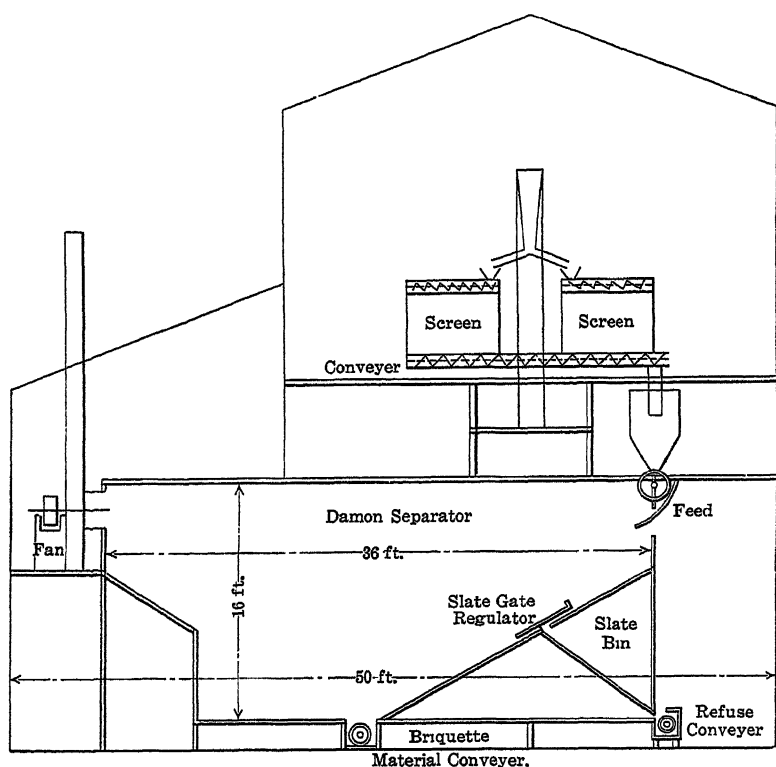 Screen
Screen
Conveyer
Damon Separator
Feed
Fan
36 ft.
16 ft.
Slate Gate
Regulator
Slate
Bin
50 ft.
Refuse
Conveyer
Briquette
Material Conveyer.